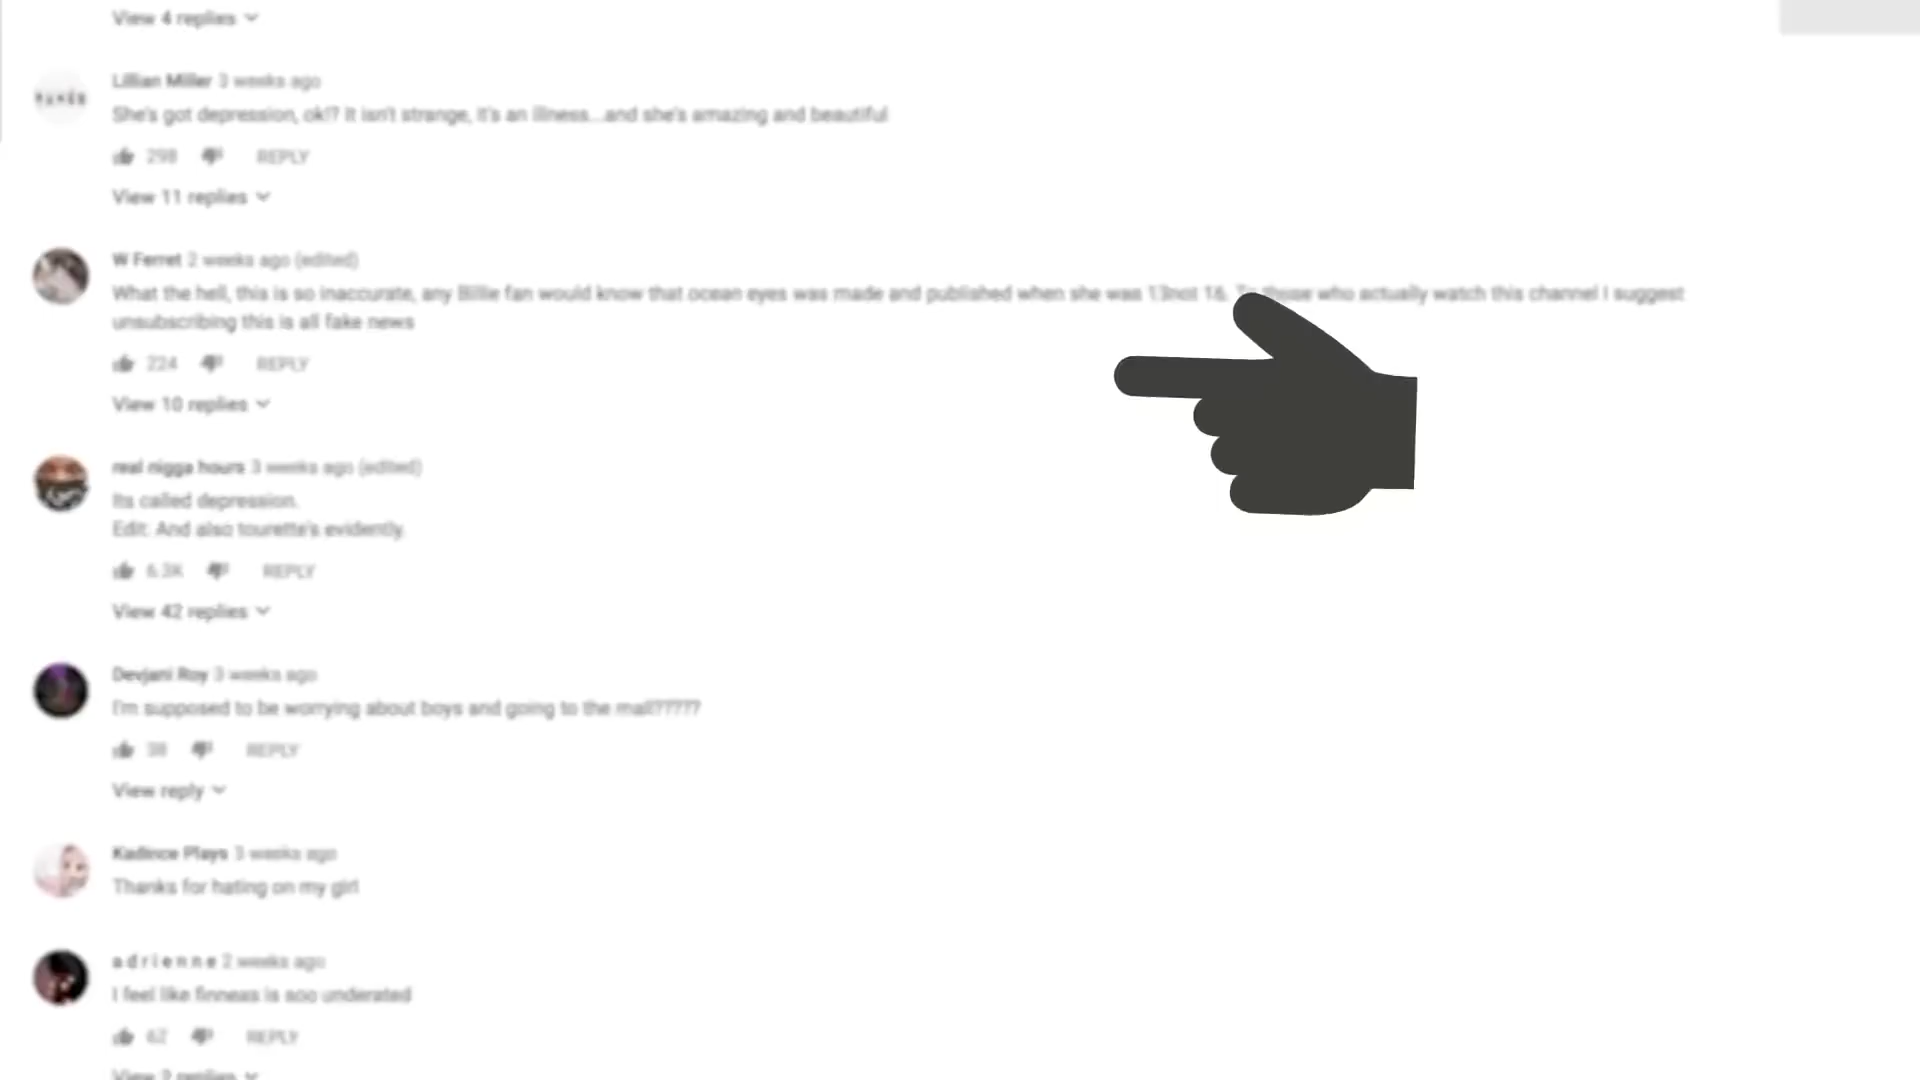 View 4 replies
Lillian Miller 3 weeks ago
She's got depression, ok!? It isn't strange, it's an illness...and she's amazing and beautiful
298 REPLY
View 11 replies
W Ferret 2 weeks ago (edited)
What the hell, this is so inaccurate, any Billie fan would know that ocean eyes was made and published when she was 13not 16. To those who actually watch this channel I suggest
unsubscribing this is all fake news
224 REPLY
View 10 replies
real nigga hours 3 weeks ago (edited)
Its called depression.
Edit: And also tourette's evidently.
6.3K REPLY
View 42 replies
Devjani Roy 3 weeks ago
I'm supposed to be worrying about boys and going to the mall?????
38 REPLY
View reply
Kadince Plays 3 weeks ago
Thanks for hating on my girl
adrienne 2 weeks ago
I feel like finneas is soo underated
62 REPLY
View 2 replies